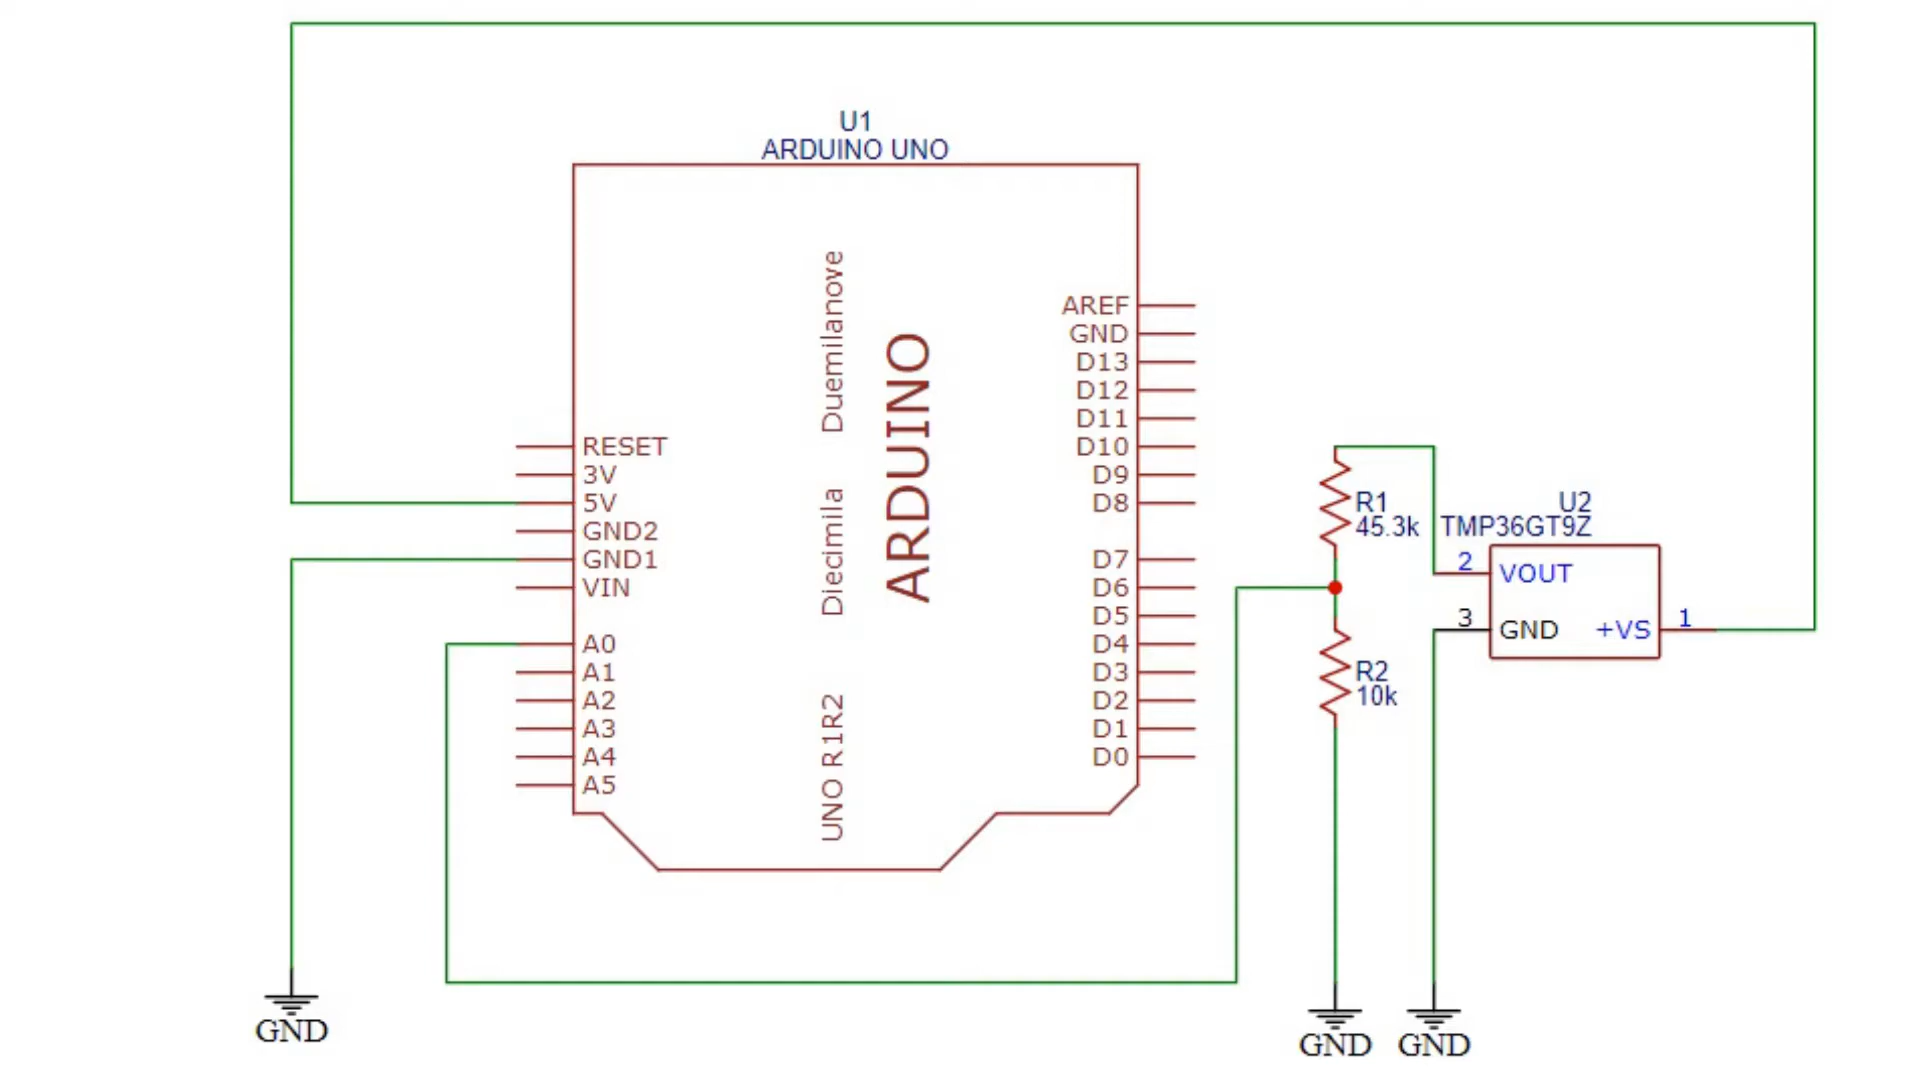 U1
ARDUINO UNO
Duemilanove
Diecimila
UNO R1R2
ARDUINO
RESET
3V
5V
GND2
GND1
VIN
A0
A1
A2
A3
A4
A5
AREF
GND
D13
D12
D11
D10
D9
D8
D7
D6
D5
D4
D3
D2
D1
D0
R1
45.3k
R2
10k
U2
TMP36GT9Z
2
VOUT
3
GND
+VS
1
GND
GND
GND